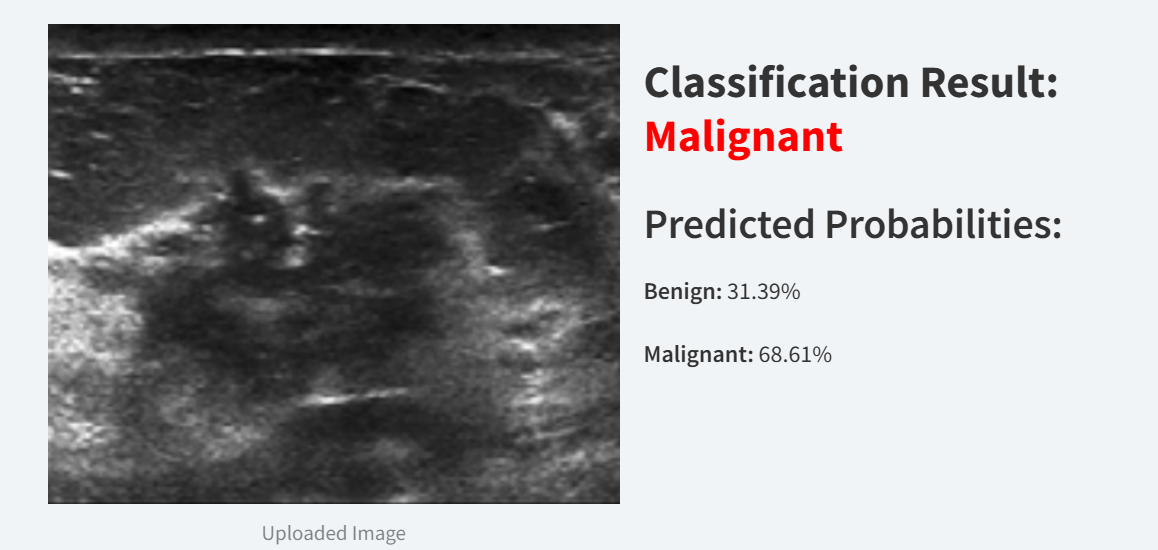 Classification Result:
Malignant
Predicted Probabilities:
Benign: 31.39%
Malignant: 68.61%
Uploaded Image